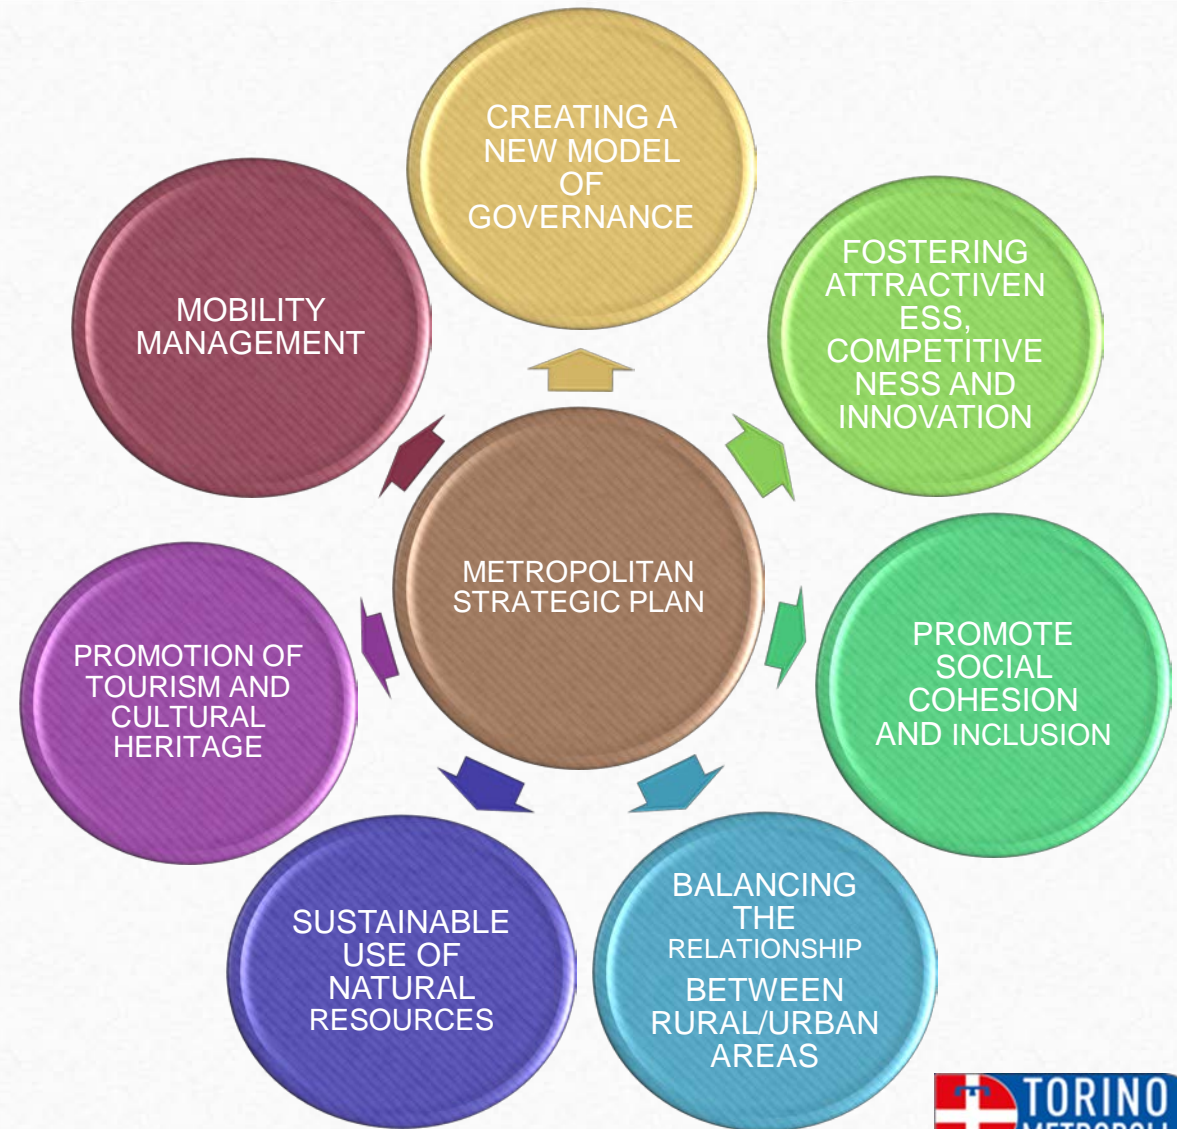 CREATING A
NEW MODEL
OF
GOVERNANCE
MOBILITY
MANAGEMENT
FOSTERING
ATTRACTIVEN
ESS,
COMPETITIVE
NESS AND
INNOVATION
METROPOLITAN
STRATEGIC PLAN
PROMOTION OF
TOURISM AND
CULTURAL
HERITAGE
PROMOTE
SOCIAL
COHESION
AND INCLUSION
SUSTAINABLE
USE OF
NATURAL
RESOURCES
BALANCING
THE
RELATIONSHIP
BETWEEN
RURAL/URBAN
AREAS
TORINO
METROPOLI